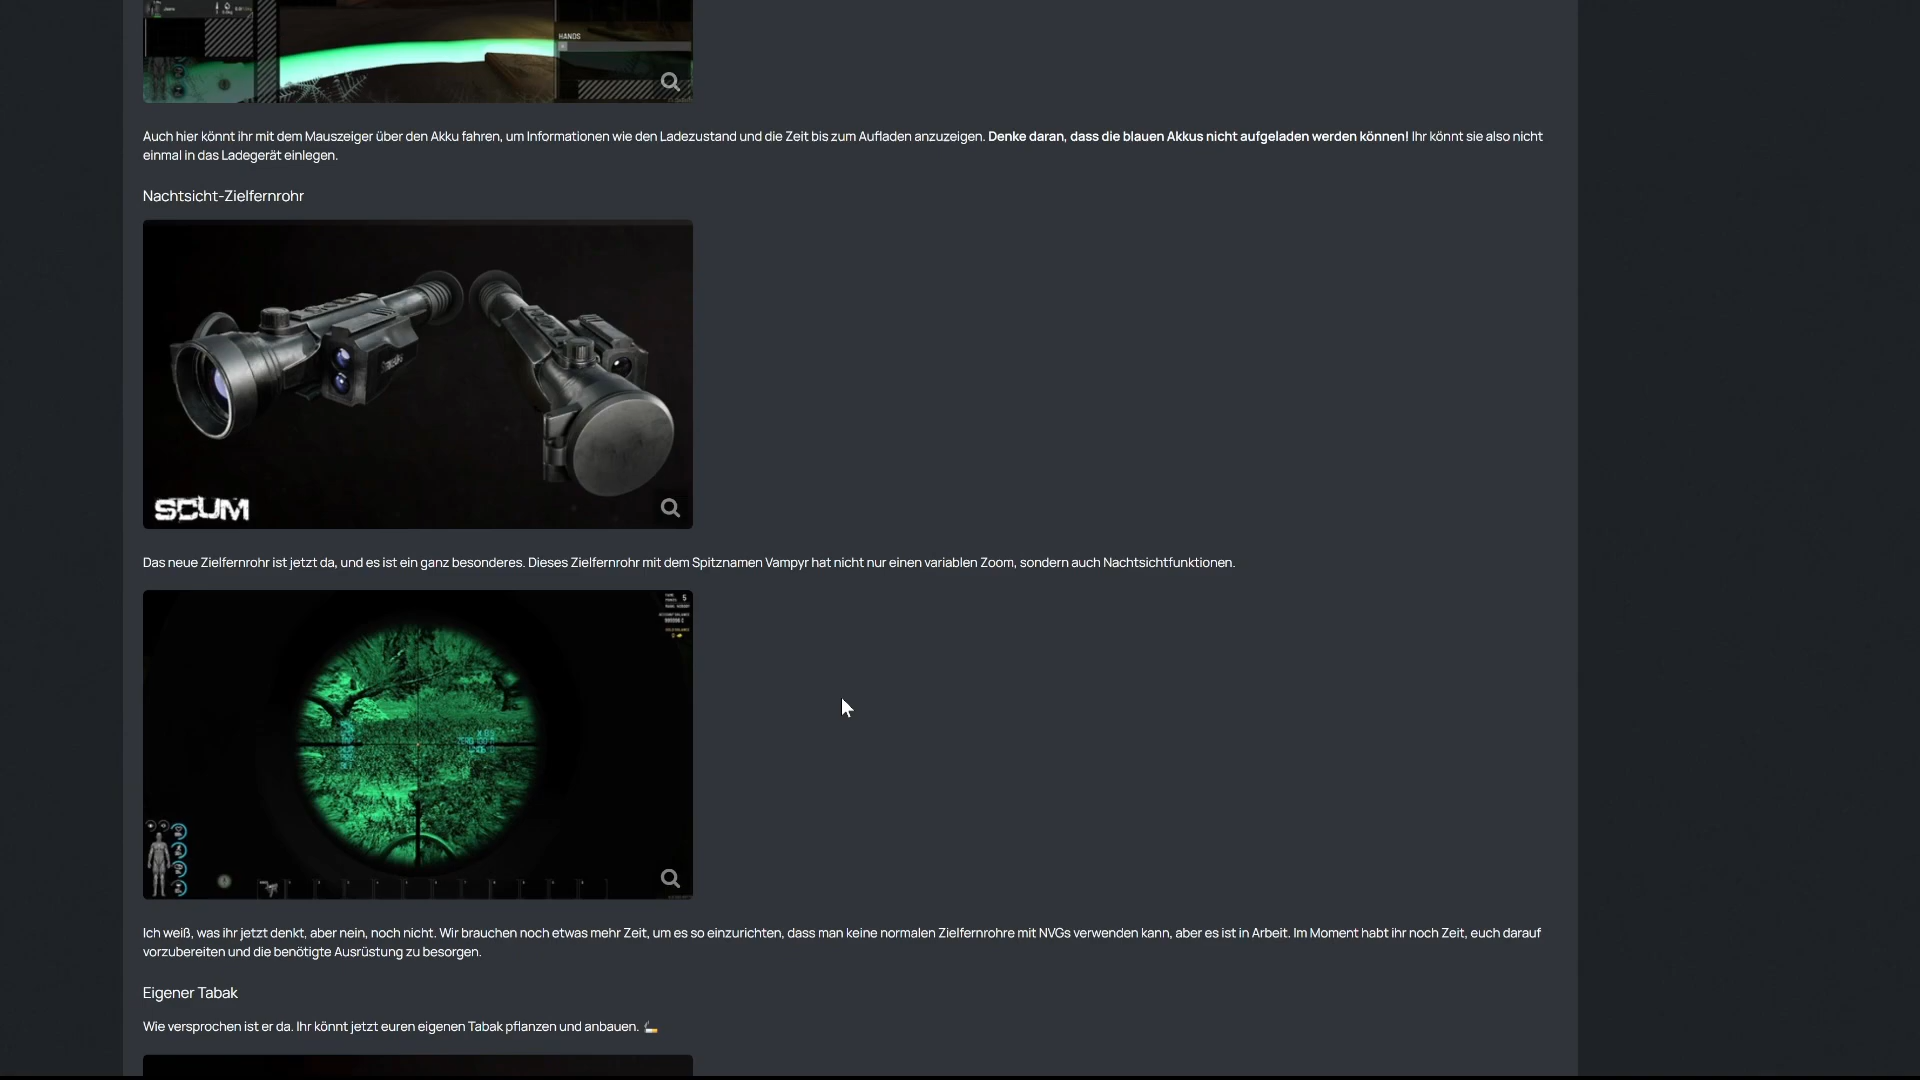 HANDS
Auch hier könnt ihr mit dem Mauszeiger über den Akku fahren, um Informationen wie den Ladezustand und die Zeit bis zum Aufladen anzuzeigen. Denke daran, dass die blauen Akkus nicht aufgeladen werden können! Ihr könnt sie also nicht
einmal in das Ladegerät einlegen.
Nachtsicht-Zielfernrohr
SCUM
Das neue Zielfernrohr ist jetzt da, und es ist ein ganz besonderes. Dieses Zielfernrohr mit dem Spitznamen Vampyr hat nicht nur einen variablen Zoom, sondern auch Nachtsichtfunktionen.
Ich weiß, was ihr jetzt denkt, aber nein, noch nicht. Wir brauchen noch etwas mehr Zeit, um es so einzurichten, dass man keine normalen Zielfernrohre mit NVGs verwenden kann, aber es ist in Arbeit. Im Moment habt ihr noch Zeit, euch darauf
vorzubereiten und die benötigte Ausrüstung zu besorgen.
Eigener Tabak
Wie versprochen ist er da. Ihr könnt jetzt euren eigenen Tabak pflanzen und anbauen. 🚬